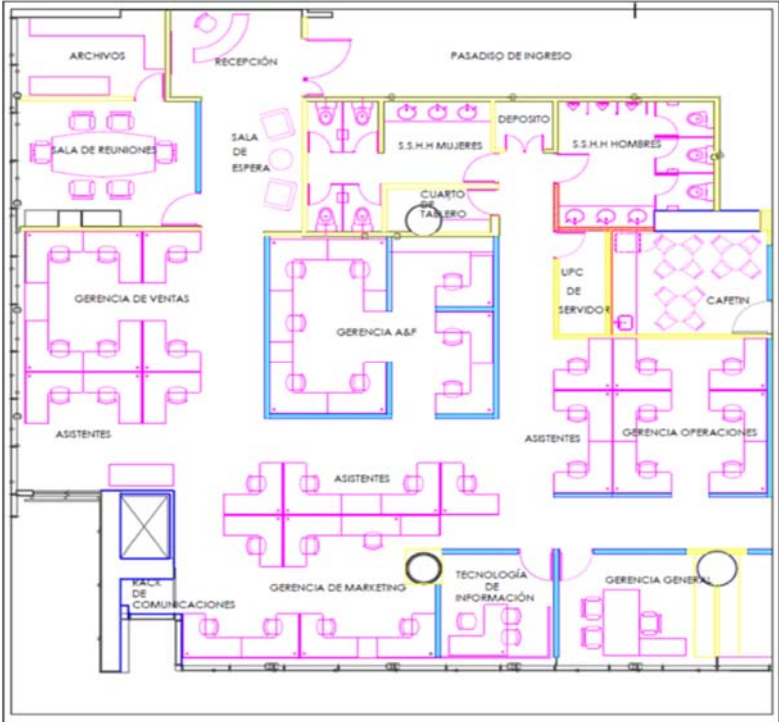 ARCHIVOS
RECEPCIÓN
PASADISO DE INGRESO
SALA DE REUNIONES
SALA
DE
ESPERA
S.S.H.H MUJERES
DEPOSITO
S.S.H.H HOMBRES
CUARTO
DE
TABLERO
GERENCIA DE VENTAS
GERENCIA A&F
UPC
DE
SERVIDOR
CAFETIN
ASISTENTES
ASISTENTES
GERENCIA OPERACIONES
ASISTENTES
RACK
DE
COMUNICACIONES
GERENCIA DE MARKETING
TECNOLOGÍA
DE
INFORMACIÓN
GERENCIA GENERAL